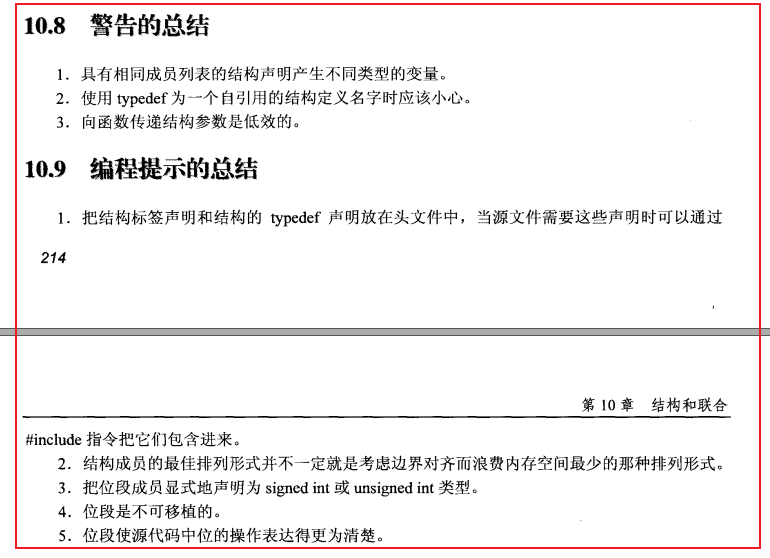 10.8 警告的总结
1．具有相同成员列表的结构声明产生不同类型的变量。
2．使用 typedef 为一个自引用的结构定义名字时应该小心。
3．向函数传递结构参数是低效的。
10.9 编程提示的总结
1．把结构标签声明和结构的 typedef 声明放在头文件中，当源文件需要这些声明时可以通过
214
第 10 章 结构和联合
#include 指令把它们包含进来。
2．结构成员的最佳排列形式并不一定就是考虑边界对齐而浪费内存空间最少的那种排列形式。
3．把位段成员显式地声明为 signed int 或 unsigned int 类型。
4．位段是不可移植的。
5．位段使源代码中位的操作表达得更为清楚。